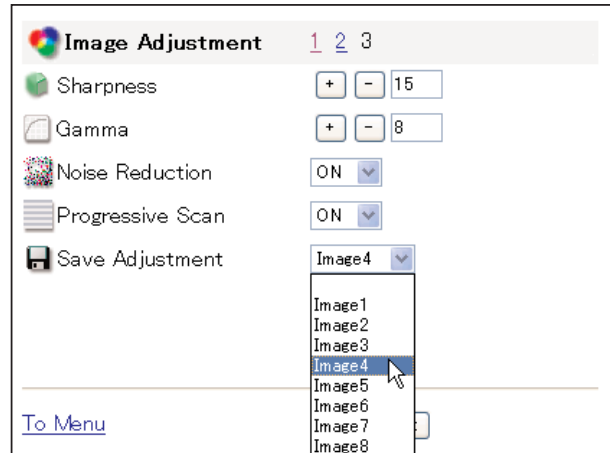 Image Adjustment 1 2 3
Sharpness + - 15
Gamma + - 8
Noise Reduction ON
Progressive Scan ON
Save Adjustment Image4
Image1
Image2
Image3
Image4
Image5
Image6
To Menu Image7
Image8